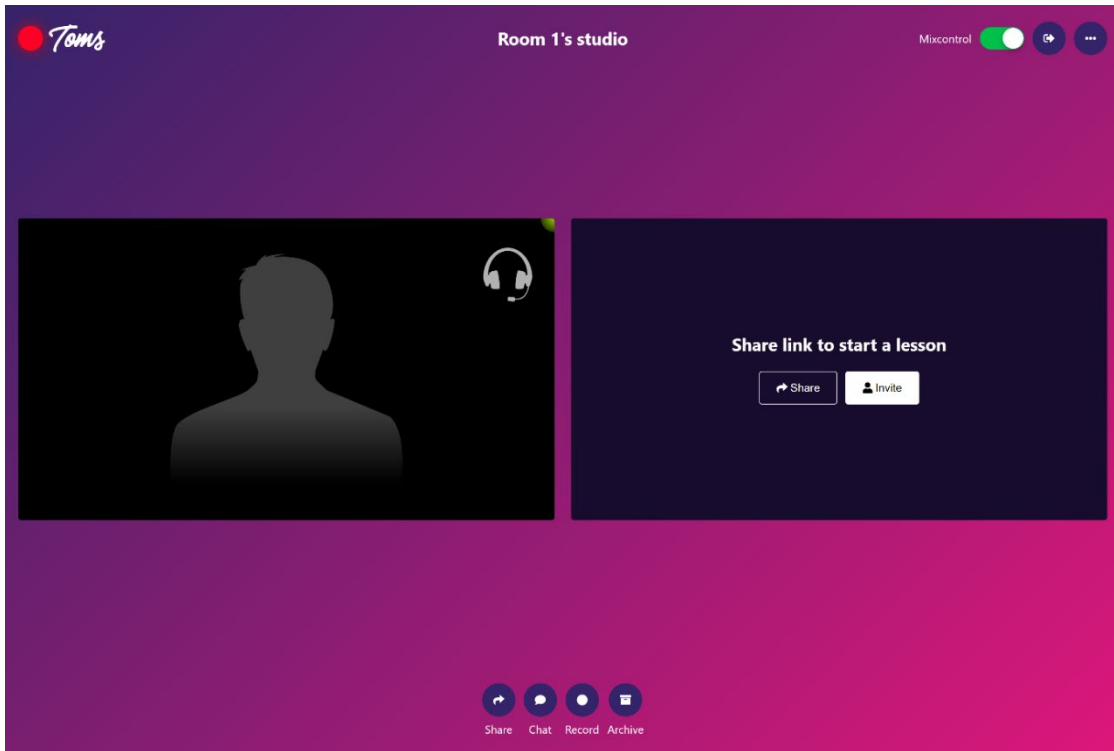 Toms
Room 1's studio
Mixcontrol
Share link to start a lesson
Share
Invite
Share
Chat
Record
Archive